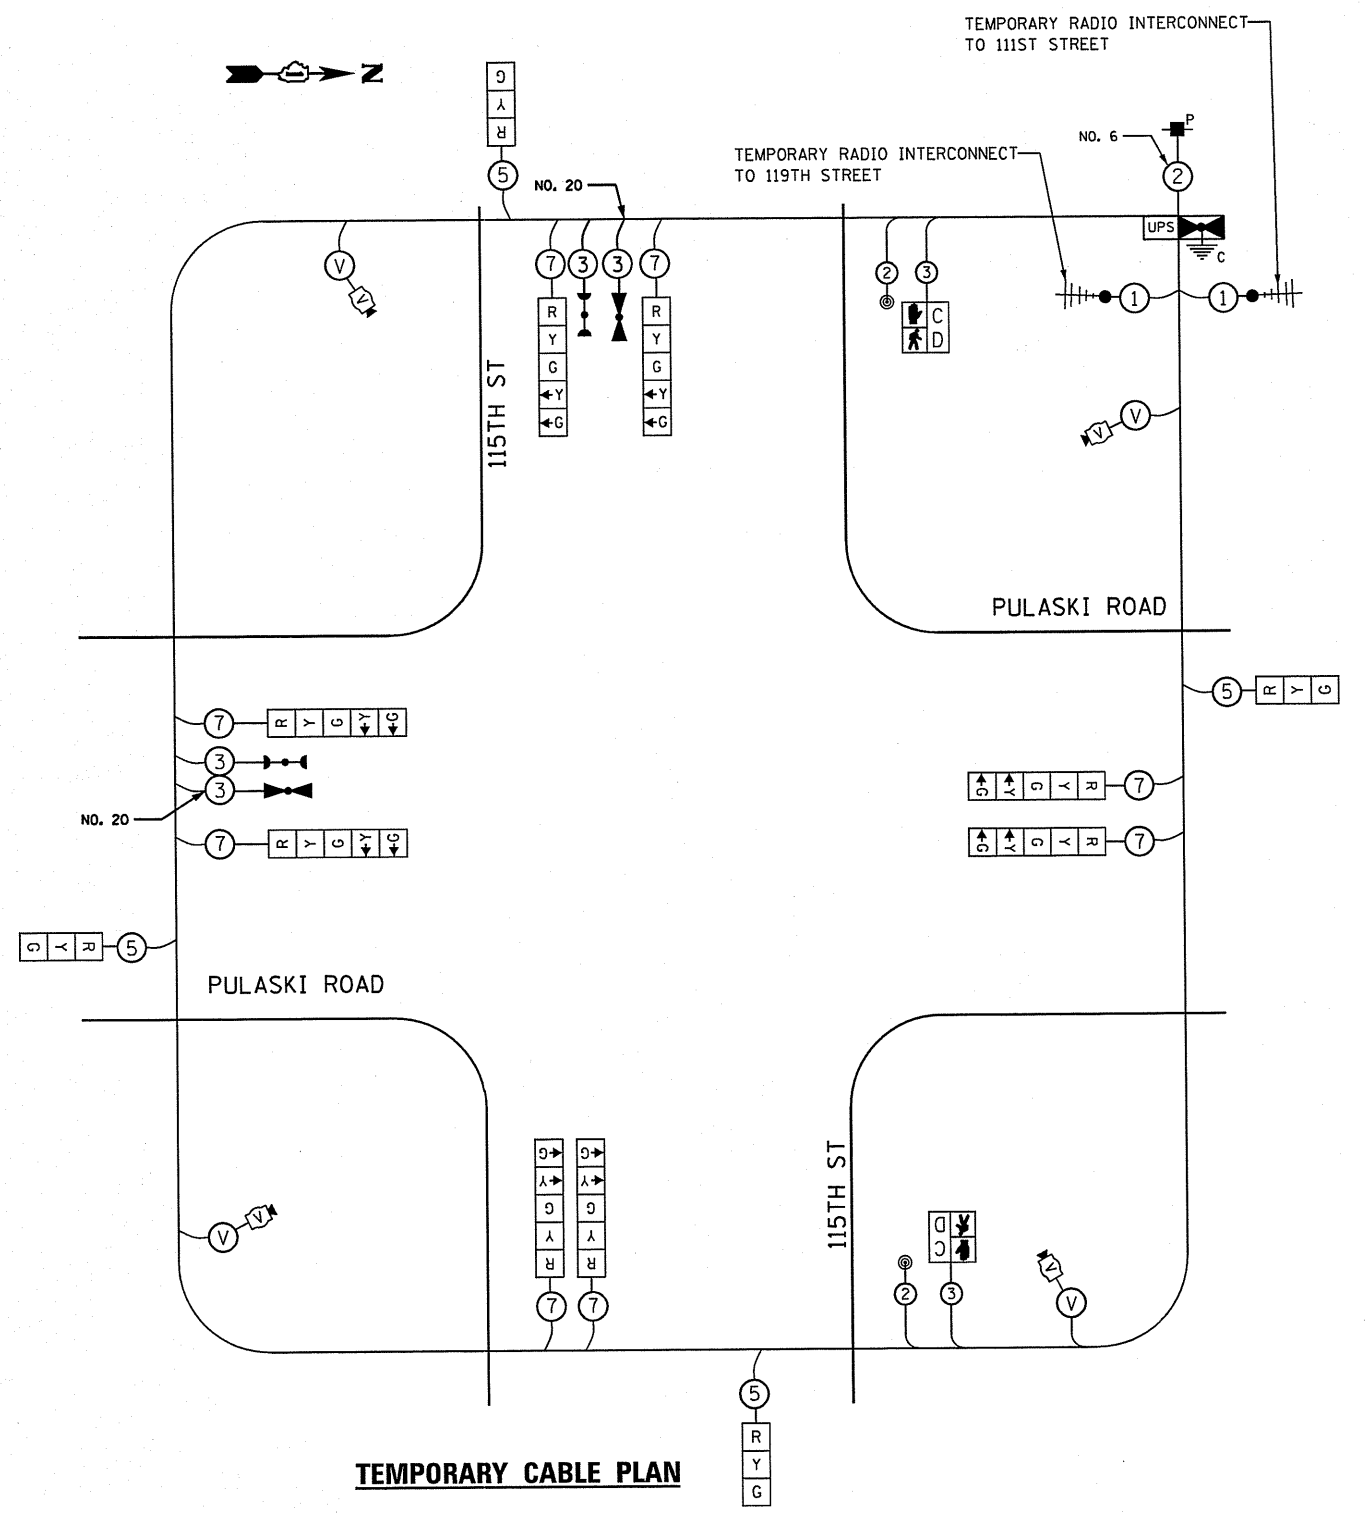 TEMPORARY RADIO INTERCONNECT
TO 111ST STREET
N
G
Y
R
5
NO. 20
TEMPORARY RADIO INTERCONNECT
TO 119TH STREET
NO. 6
P
2
UPS
C
V
V
7
3
3
7
R
Y
G
Y
G
R
Y
G
Y
G
2
3
C
D
1
1
V
V
115TH ST
PULASKI ROAD
5
R Y G
7
R Y G Y G
3
3
NO. 20
7
R Y G Y G
G Y G Y R
7
G Y G Y R
7
G Y R
5
PULASKI ROAD
V
V
G
Y
G
Y
R
7
G
Y
G
Y
R
7
115TH ST
D
C
2
3
V
V
5
R
Y
G
TEMPORARY CABLE PLAN